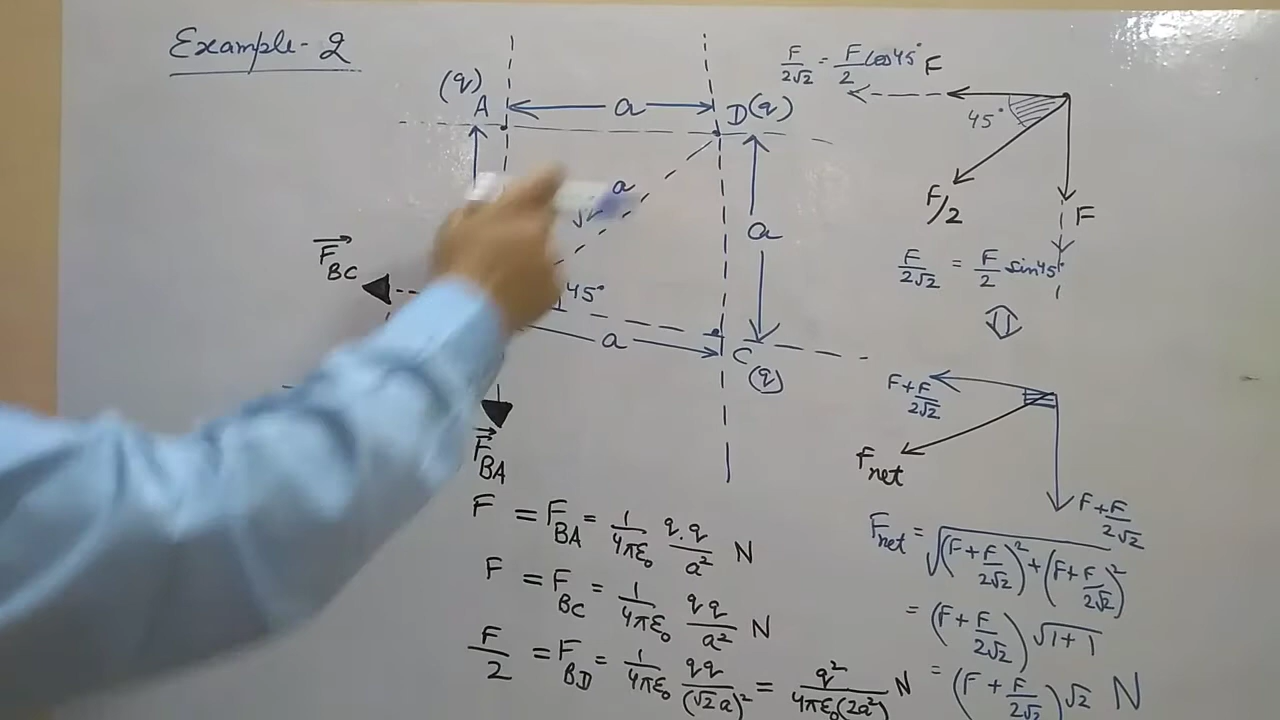 Example- 2
(q)
A
a
D(q)
√2 a
a
F_BC
45°
a
C
(q)
F_BA
F = F_BA = 1/4πε₀ q.q/a² N
F = F_BC = 1/4πε₀ qq/a² N
F/2 = F_BD = 1/4πε₀ qq/(√2a)² = q²/4πε₀(2a²) N
F/2√2 = F/2 cos45° F
45°
F/2
F
F/2√2 = F/2 sin45°
F+F/2√2
F_net
F+F/2√2
F_net = √(F+F/2√2)²+(F+F/2√2)²
= (F+F/2√2) √1+1
= (F+F/2√2) √2 N